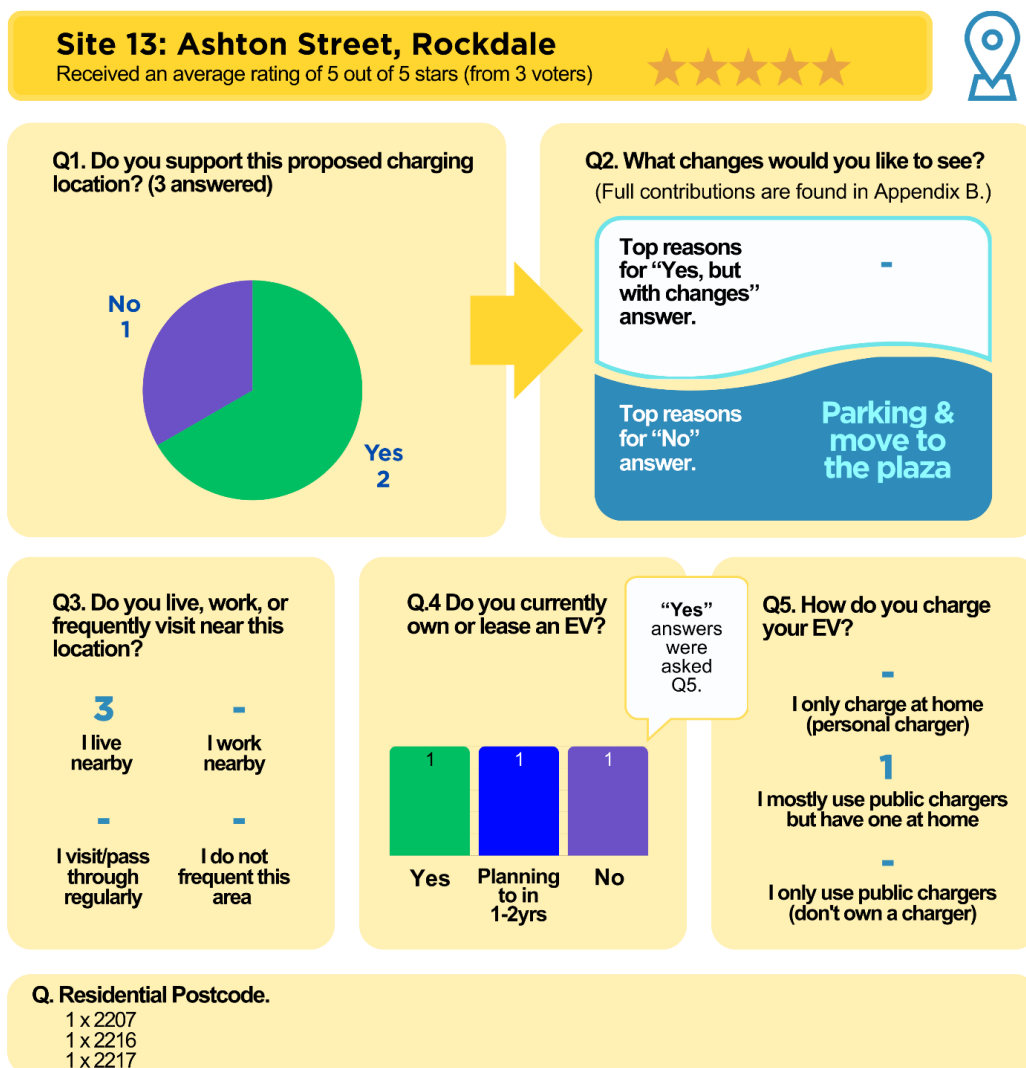 Site 13: Ashton Street, Rockdale
Received an average rating of 5 out of 5 stars (from 3 voters)
Q1. Do you support this proposed charging
location? (3 answered)
No
1
Yes
2
Q2. What changes would you like to see?
(Full contributions are found in Appendix B.)
Top reasons
for “Yes, but
with changes”
answer.
-
Top reasons
for “No”
answer.
Parking &
move to
the plaza
Q3. Do you live, work, or
frequently visit near this
location?
3
I live
nearby
-
I work
nearby
-
I visit/pass
through
regularly
-
I do not
frequent this
area
Q.4 Do you currently
own or lease an EV?
1
1
1
Yes
Planning
to in
1-2yrs
No
“Yes”
answers
were
asked
Q5.
Q5. How do you charge
your EV?
-
I only charge at home
(personal charger)
1
I mostly use public chargers
but have one at home
-
I only use public chargers
(don't own a charger)
Q. Residential Postcode.
1 x 2207
1 x 2216
1 x 2217